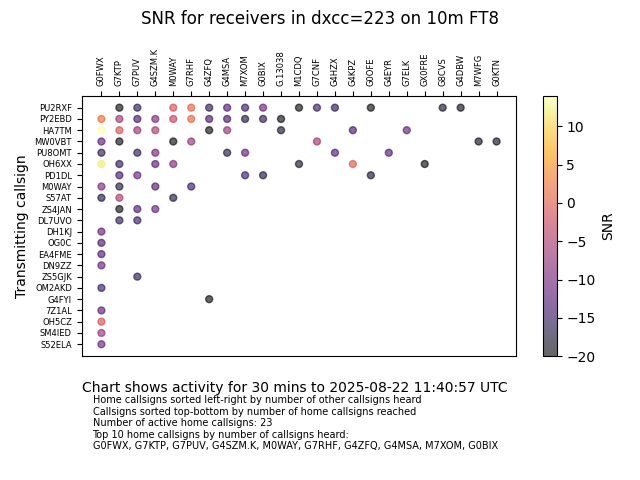 SNR for receivers in dxcc=223 on 10m FT8
G0FWX
G7KTP
G7PUV
G4SZM.K
M0WAY
G7RHF
G4ZFQ
G4MSA
M7XOM
G0BIX
G.13038
M1CDQ
G7CNF
G4HZX
G4KPZ
G0OFE
G4EYR
G7ELK
GX0FRE
G8CVS
G4DBW
M7WFG
G0KTN
Transmitting callsign
PU2RXF
PY2EBD
HA7TM
MW0VBT
PU8OMT
OH6XX
PD1DL
M0WAY
S57AT
ZS4JAN
DL7UVO
DH1KJ
OG0C
EA4FME
DN9ZZ
ZS5GJK
OM2AKD
G4FYI
7Z1AL
OH5CZ
SM4IED
S52ELA
10
5
0
−5
−10
−15
−20
SNR
Chart shows activity for 30 mins to 2025-08-22 11:40:57 UTC
Home callsigns sorted left-right by number of other callsigns heard
Callsigns sorted top-bottom by number of home callsigns reached
Number of active home callsigns: 23
Top 10 home callsigns by number of callsigns heard:
G0FWX, G7KTP, G7PUV, G4SZM.K, M0WAY, G7RHF, G4ZFQ, G4MSA, M7XOM, G0BIX